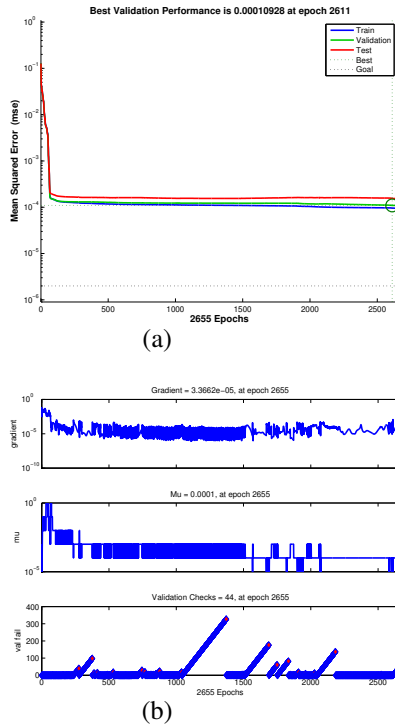 Best Validation Performance is 0.00010928 at epoch 2611
Train
Validation
Test
Best
Goal
Mean Squared Error (mse)
10^0
10^-1
10^-2
10^-3
10^-4
10^-5
10^-6
0 500 1000 1500 2000 2500
2655 Epochs
(a)
Gradient = 3.3662e-05, at epoch 2655
gradient
10^0
10^-5
10^-10
Mu = 0.0001, at epoch 2655
mu
10^0
10^-5
Validation Checks = 44, at epoch 2655
val fail
400
300
200
100
0
0 500 1000 1500 2000 2500
2655 Epochs
(b)